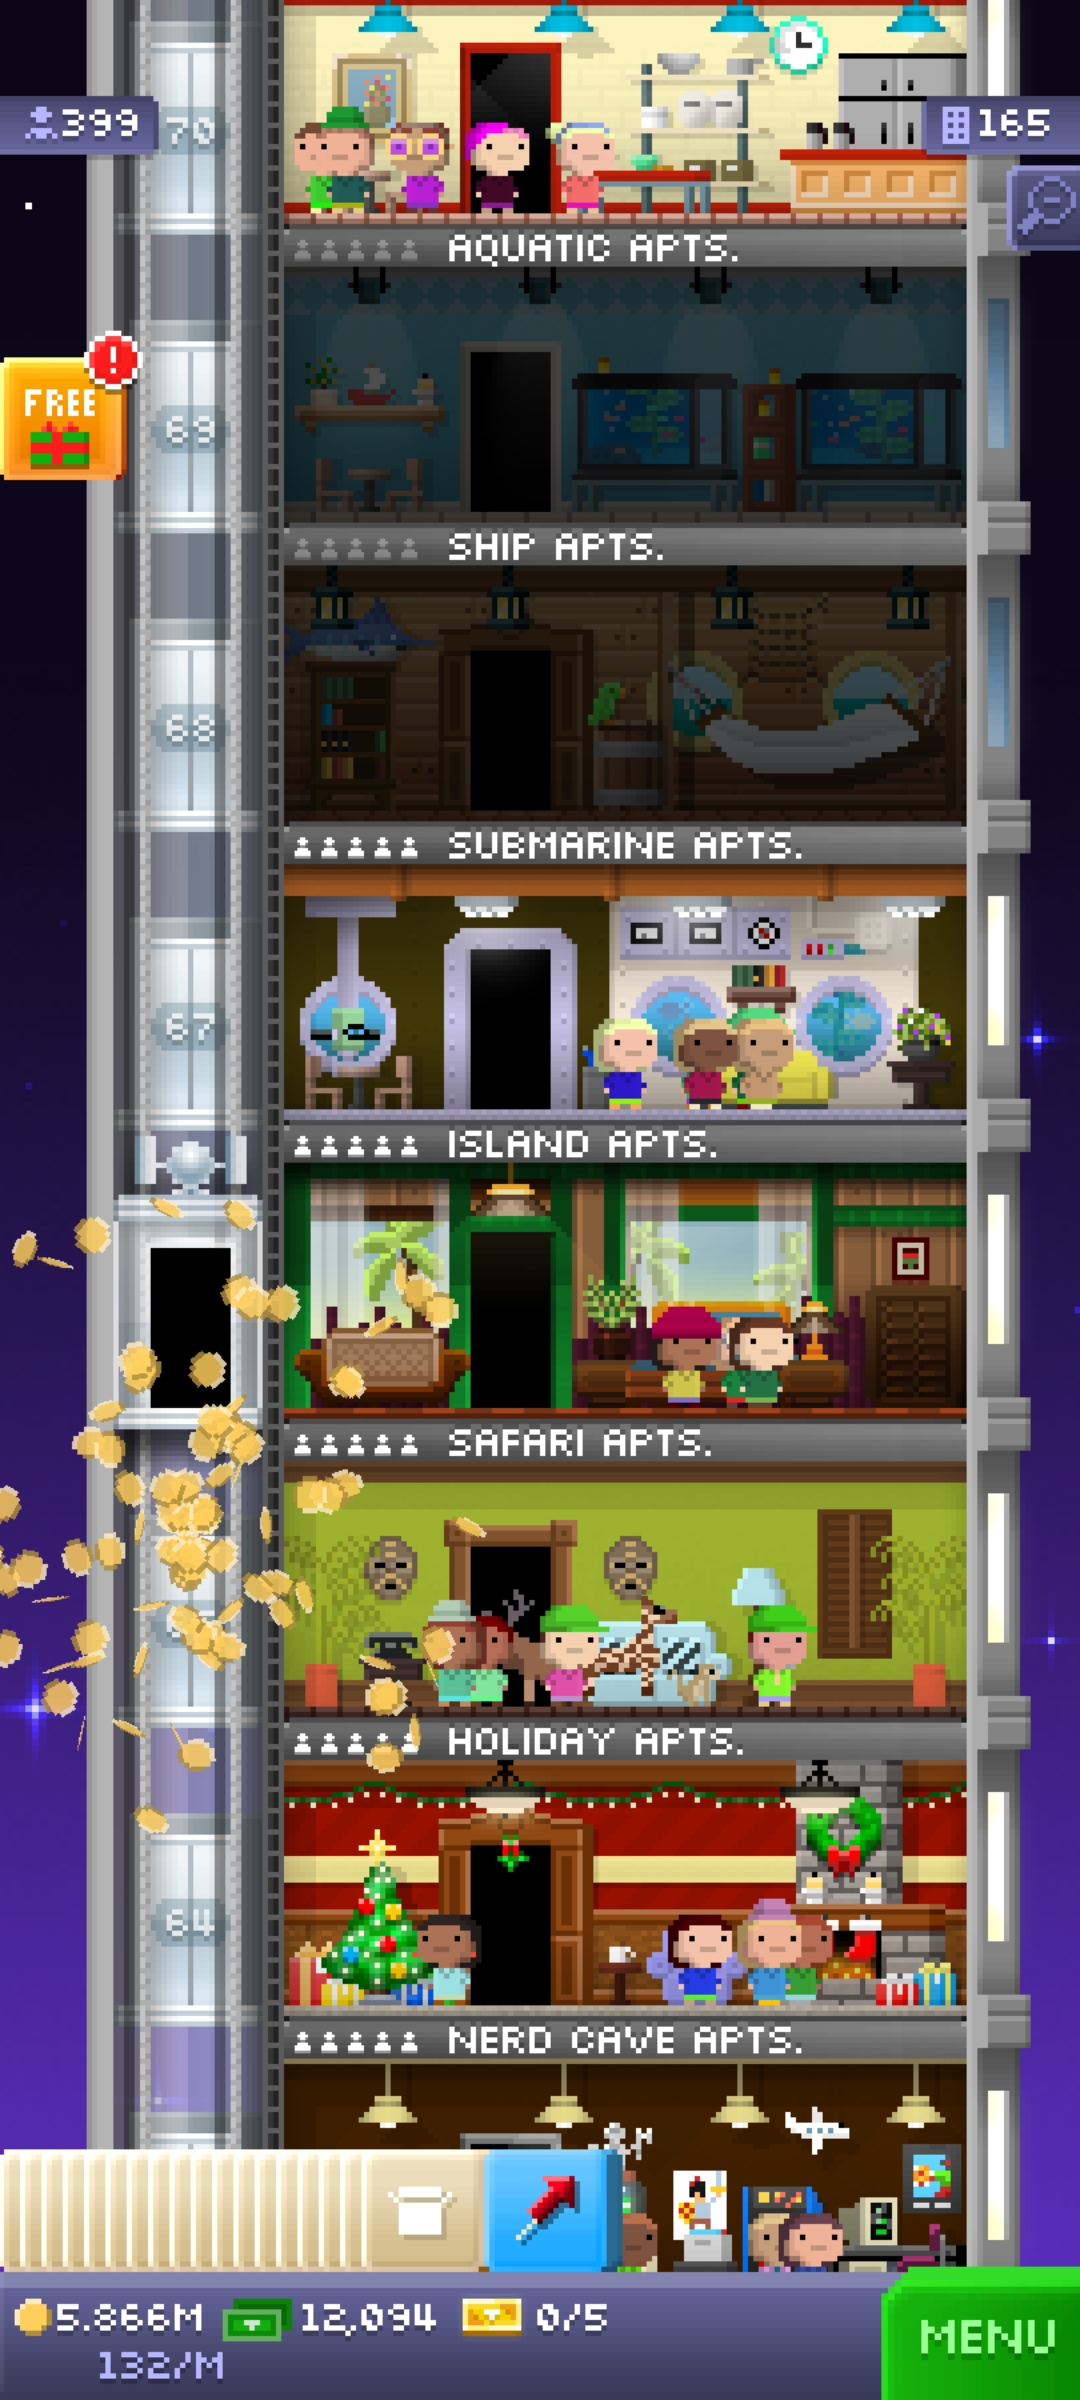 70
399
165
AQUATIC APTS.
FREE
!
69
SHIP APTS.
68
SUBMARINE APTS.
67
ISLAND APTS.
SAFARI APTS.
HOLIDAY APTS.
64
NERD CAVE APTS.
5.866M 12,094 0/5
132/M
MENU